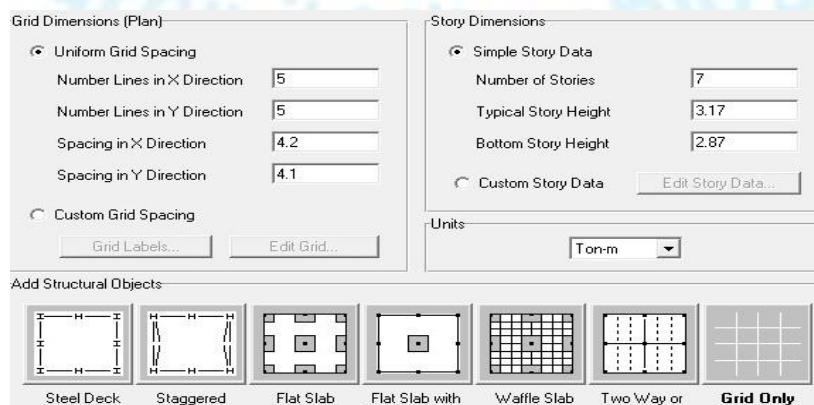 Grid Dimensions (Plan)
Uniform Grid Spacing
Number Lines in X Direction 5
Number Lines in Y Direction 5
Spacing in X Direction 4.2
Spacing in Y Direction 4.1
Custom Grid Spacing
Grid Labels... Edit Grid...
Story Dimensions
Simple Story Data
Number of Stories 7
Typical Story Height 3.17
Bottom Story Height 2.87
Custom Story Data Edit Story Data...
Units
Ton-m
Add Structural Objects
Steel Deck Staggered Flat Slab Flat Slab with Waffle Slab Two Way or Grid Only